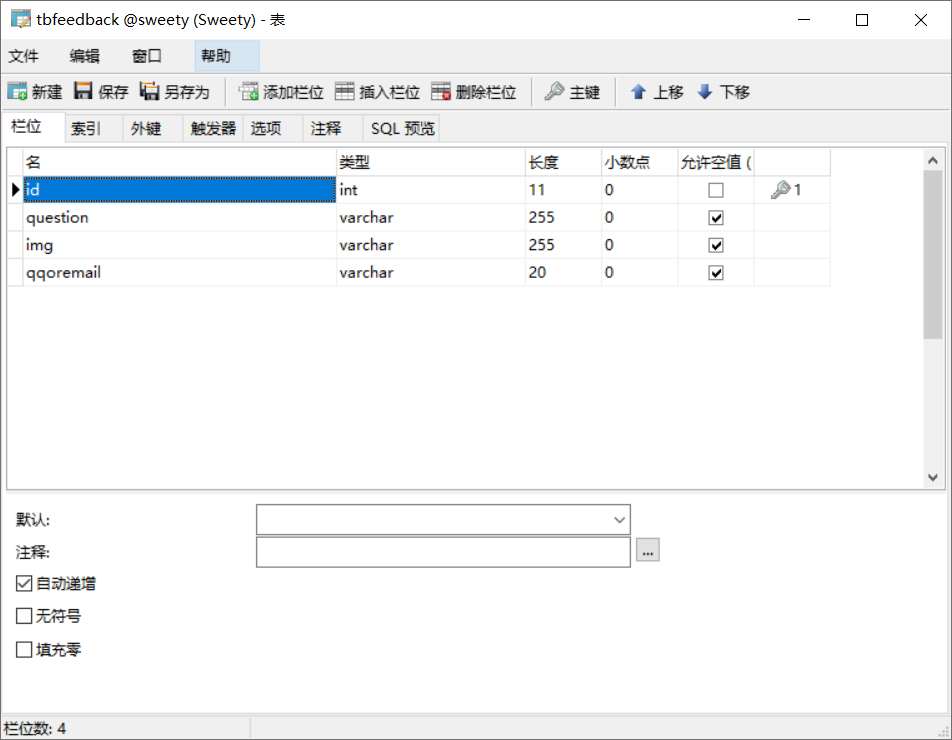 tbfeedback @sweety (Sweety) - 表
文件 编辑 窗口 帮助
新建 保存 另存为 添加栏位 插入栏位 删除栏位 主键 上移 下移
栏位 索引 外键 触发器 选项 注释 SQL 预览
名 类型 长度 小数点 允许空值 (
id int 11 0 1
question varchar 255 0
img varchar 255 0
qqoremail varchar 20 0
默认:
注释: ...
自动递增
无符号
填充零
栏位数: 4